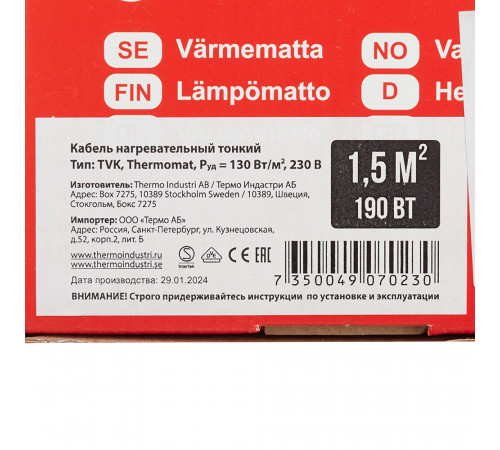 SE Värmematta NO
FIN Lämpömatto D
Кабель нагревательный тонкий
Тип: TVK, Thermomat, Pуд = 130 Вт/м², 230 В
1,5 М²
190 ВТ
Изготовитель: Thermo Industri AB / Термо Индастри АБ
Адрес: Box 7275, 10389 Stockholm Sweden / 10389, Швеция,
Стокгольм, Бокс 7275
Импортер: ООО «Термо АБ»
Адрес: Россия, Санкт-Петербург, ул. Кузнецовская,
д.52, корп.2, лит. Б
www.thermoindustri.ru
www.thermoindustri.se
S CE EAC
7 350049 070230
Дата производства: 29.01.2024
ВНИМАНИЕ! Строго придерживайтесь инструкции по установке и эксплуатации